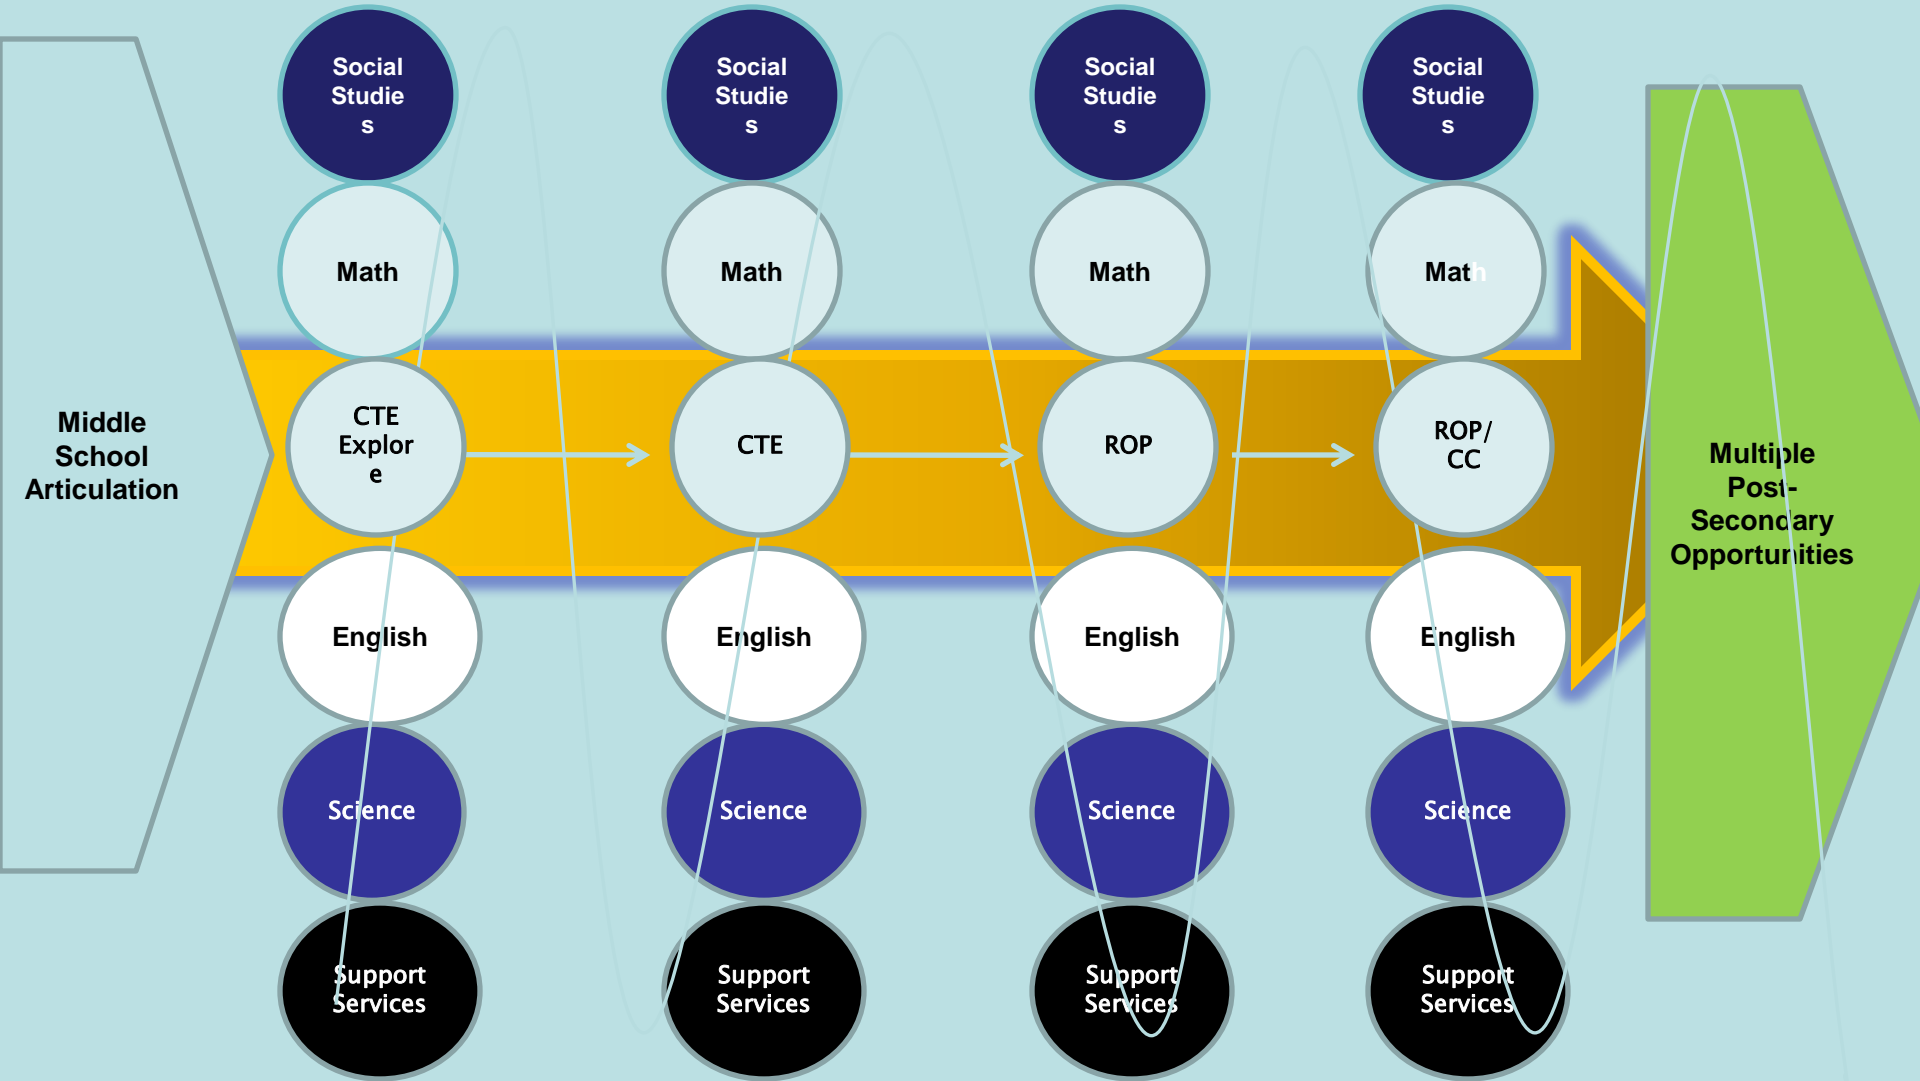 Middle
School
Articulation
Social
Studie
s
Math
CTE
Explor
e
English
Science
Support
Services
Social
Studie
s
Math
CTE
English
Science
Support
Services
Social
Studie
s
Math
ROP
English
Science
Support
Services
Social
Studie
s
Math
ROP/
CC
English
Science
Support
Services
Multiple
Post-
Secondary
Opportunities